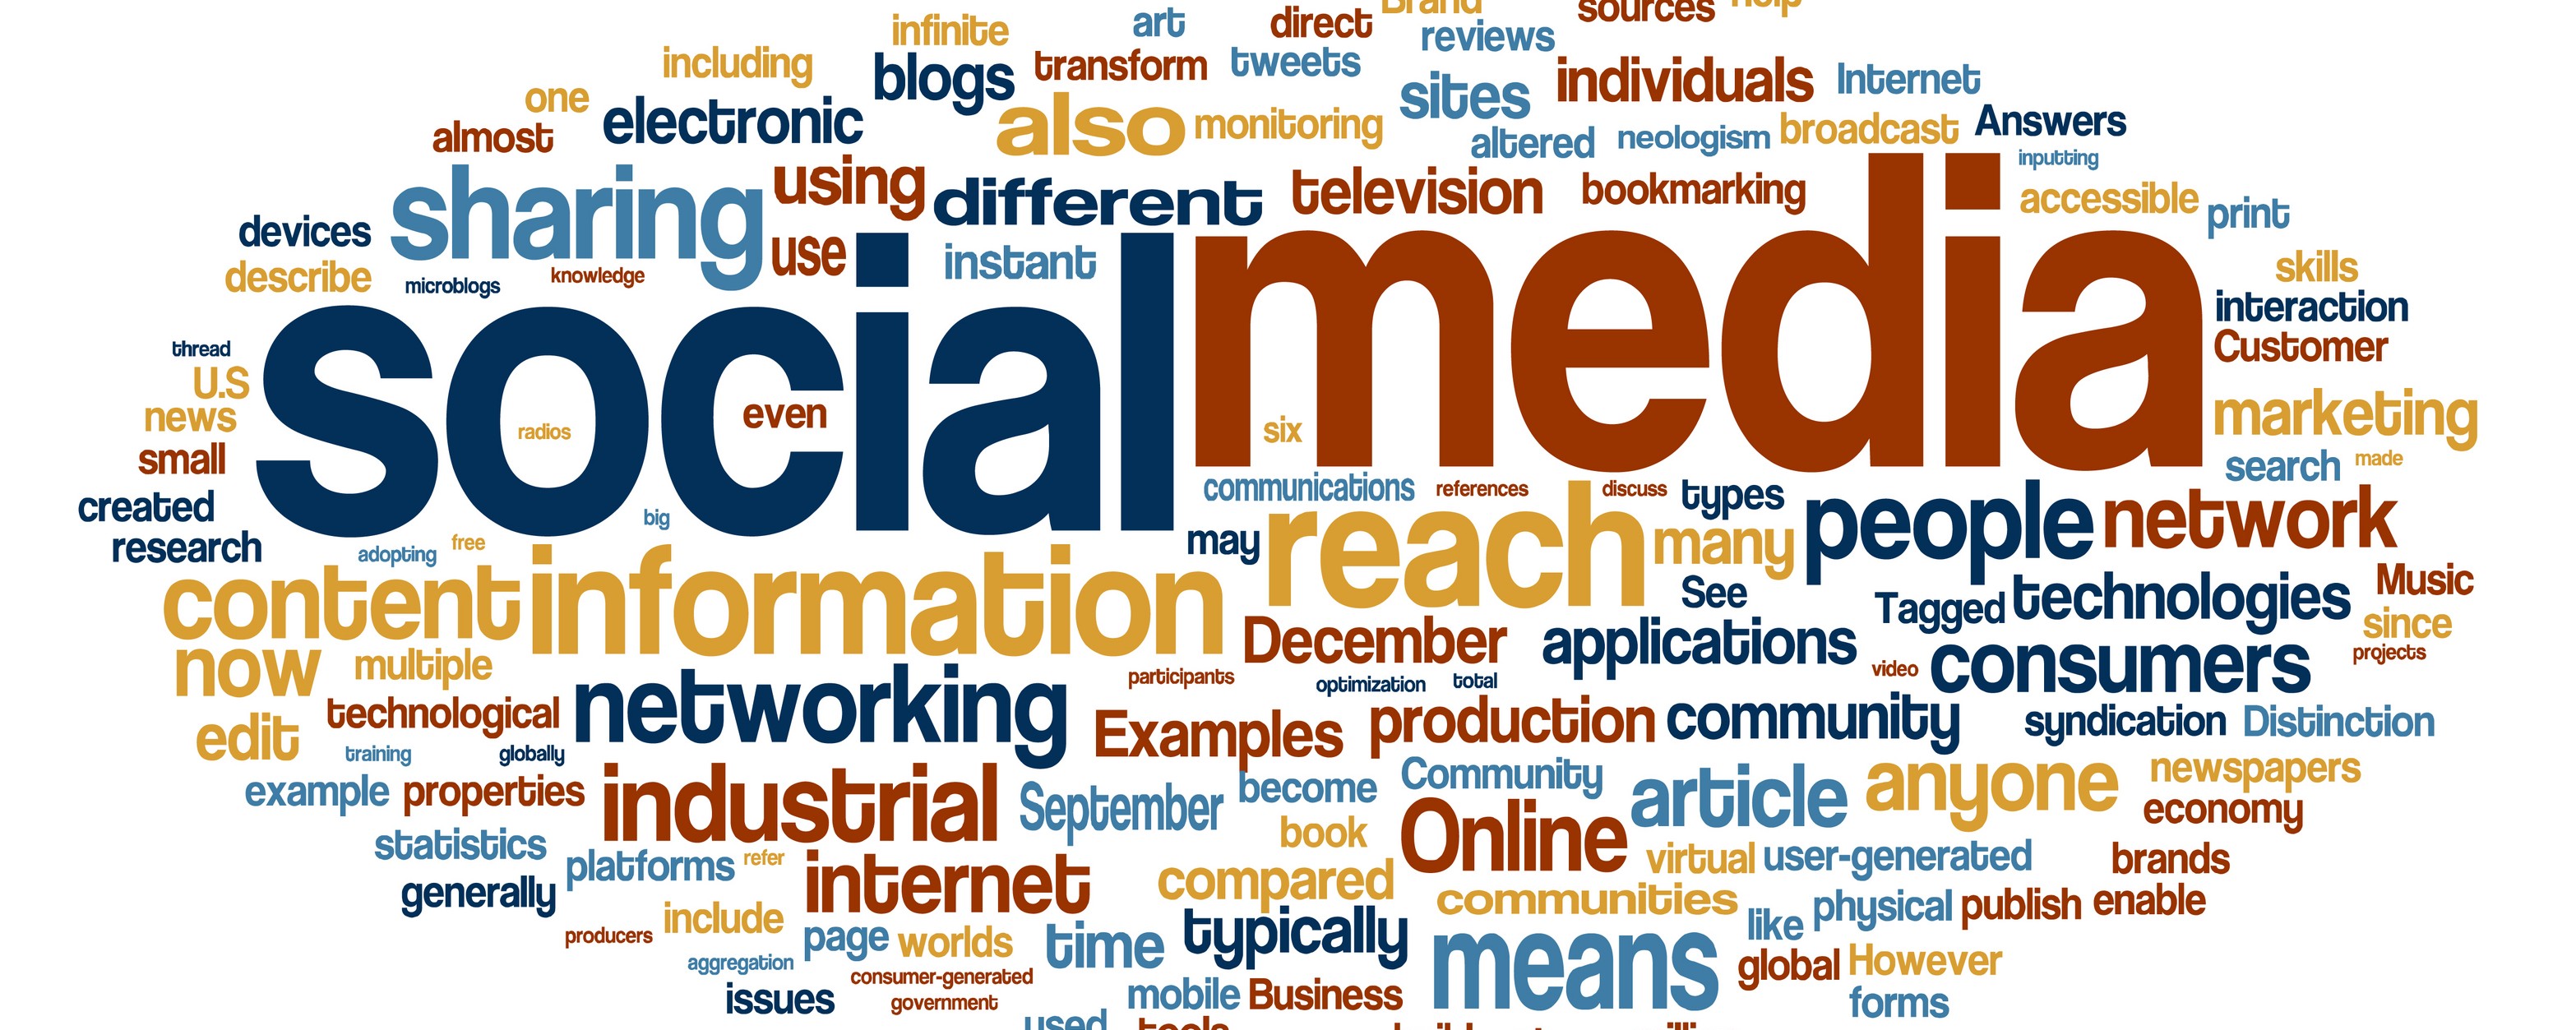 infinite art direct Brand sources help
including blogs transform tweets reviews
one electronic also monitoring sites individuals Internet
almost altered neologism broadcast Answers
sharing using different television bookmarking inputting
devices accessible print
describe microblogs knowledge use instant skills
social media
interaction
thread Customer
U.S
news radios even six marketing
small search made
created big communications references discuss types people network
research adopting free may reach many
content information See Tagged technologies Music
now multiple participants December applications video consumers since
optimization total projects
edit technological networking Examples production community syndication Distinction
training globally
example properties industrial September become Community article anyone newspapers
statistics book Online economy
platforms refer internet compared virtual user-generated brands
generally communities
producers include page worlds time typically means like physical publish enable
aggregation consumer-generated global However
issues government mobile Business forms
used tools